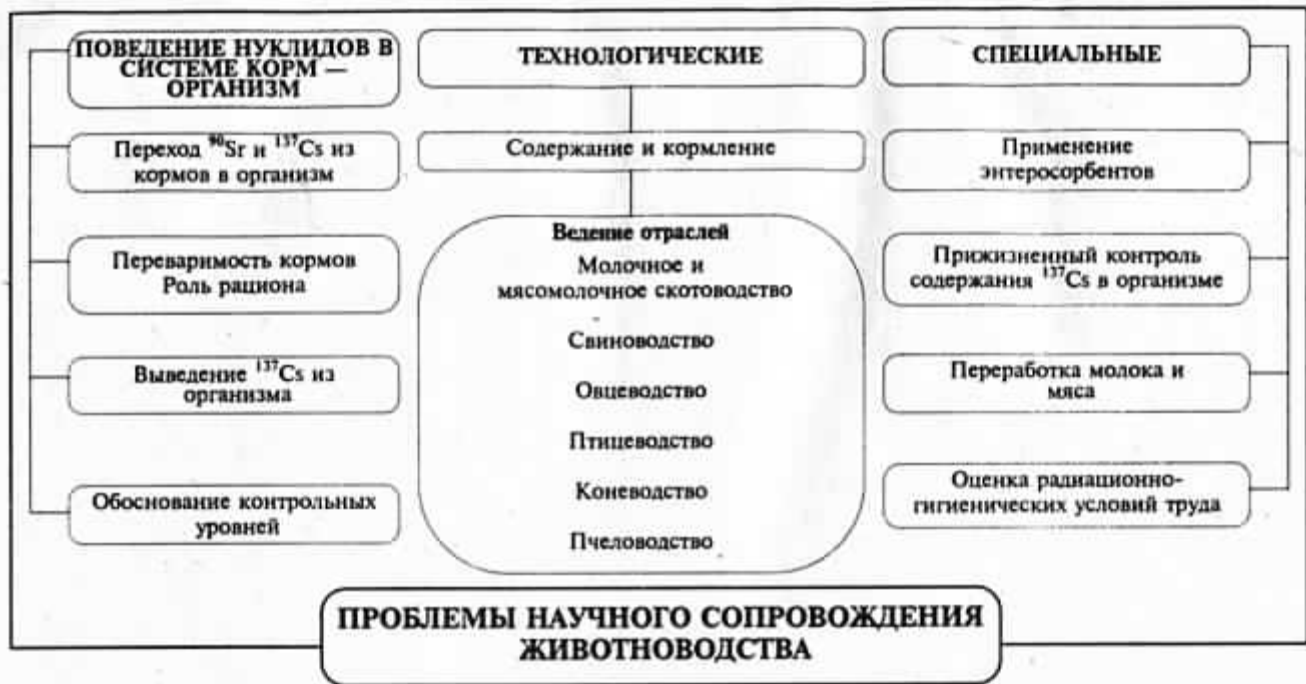 ПОВЕДЕНИЕ НУКЛИДОВ В
СИСТЕМЕ КОРМ —
ОРГАНИЗМ
Переход ⁹⁰Sr и ¹³⁷Cs из
кормов в организм
Переваримость кормов
Роль рациона
Выведение ¹³⁷Cs из
организма
Обоснование контрольных
уровней
ТЕХНОЛОГИЧЕСКИЕ
Содержание и кормление
Ведение отраслей
Молочное и
мясомолочное скотоводство
Свиноводство
Овцеводство
Птицеводство
Коневодство
Пчеловодство
СПЕЦИАЛЬНЫЕ
Применение
энтеросорбентов
Прижизненный контроль
содержания ¹³⁷Cs в организме
Переработка молока и
мяса
Оценка радиационно-
гигиенических условий труда
ПРОБЛЕМЫ НАУЧНОГО СОПРОВОЖДЕНИЯ
ЖИВОТНОВОДСТВА